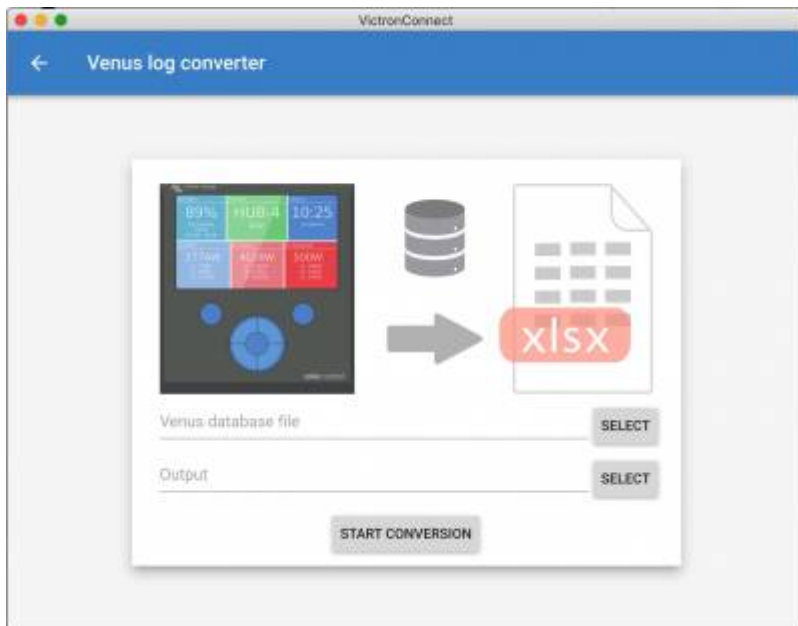 VictronConnect
Venus log converter
89%
HUB-4
10:25
xlsx
Venus database file
SELECT
Output
SELECT
START CONVERSION